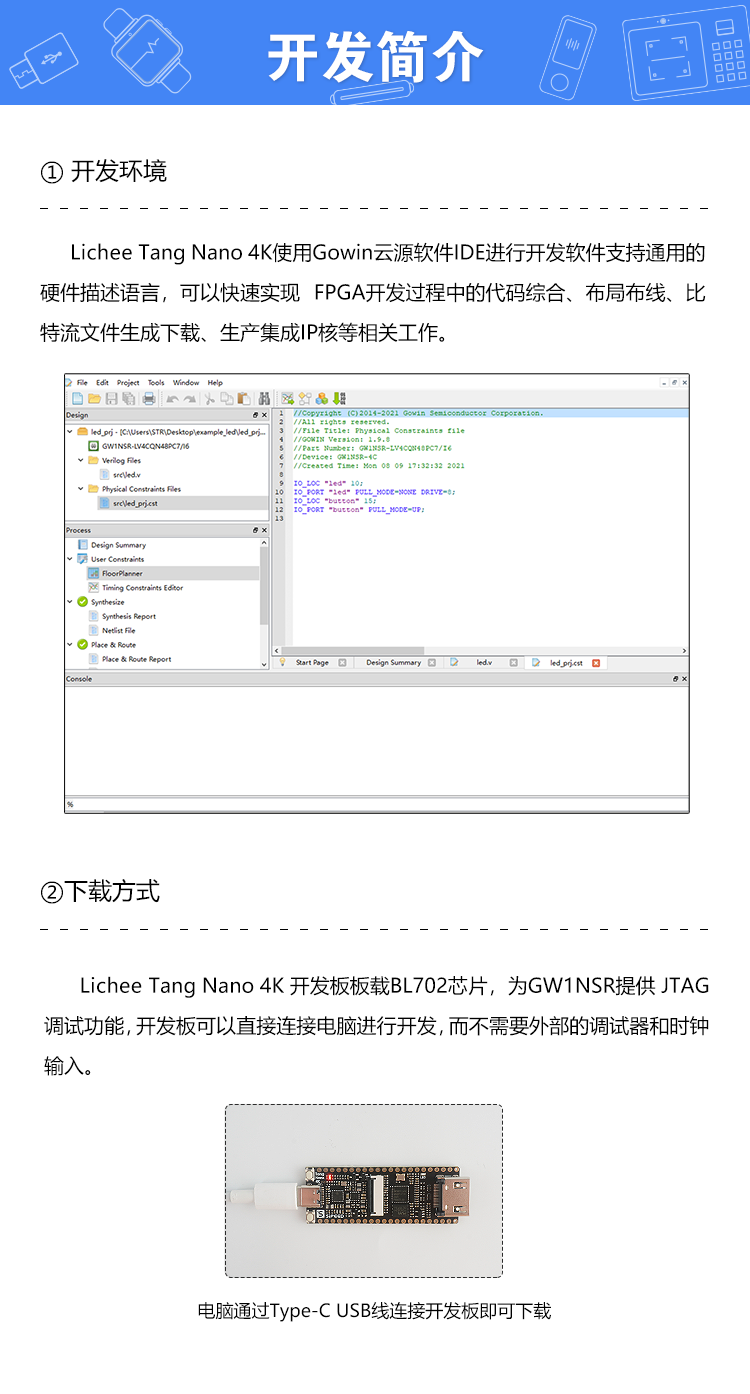 开发简介
① 开发环境
Lichee Tang Nano 4K使用Gowin云源软件IDE进行开发软件支持通用的
硬件描述语言，可以快速实现 FPGA开发过程中的代码综合、布局布线、比
特流文件生成下载、生产集成IP核等相关工作。
File Edit Project Tools Window Help
Design
led_prj - [C:\Users\STR\Desktop\example_led\led_prj...
GW1NSR-LV4CQN48PC7/I6
Verilog Files
src\led.v
Physical Constraints Files
src\led_prj.cst
Process
Design Summary
User Constraints
FloorPlanner
Timing Constraints Editor
Synthesize
Synthesis Report
Netlist File
Place & Route
Place & Route Report
1 //Copyright (C)2014-2021 Gowin Semiconductor Corporation.
2 //All rights reserved.
3 //File Title: Physical Constraints file
4 //GOWIN Version: 1.9.8
5 //Part Number: GW1NSR-LV4CQN48PC7/I6
6 //Device: GW1NSR-4C
7 //Created Time: Mon 08 09 17:32:32 2021
8
9 IO_LOC "led" 10;
10 IO_PORT "led" PULL_MODE=NONE DRIVE=8;
11 IO_LOC "button" 15;
12 IO_PORT "button" PULL_MODE=UP;
13
Start Page Design Summary led.v led_prj.cst
Console
%
②下载方式
Lichee Tang Nano 4K 开发板板载BL702芯片，为GW1NSR提供 JTAG
调试功能，开发板可以直接连接电脑进行开发，而不需要外部的调试器和时钟
输入。
SiPEED
电脑通过Type-C USB线连接开发板即可下载